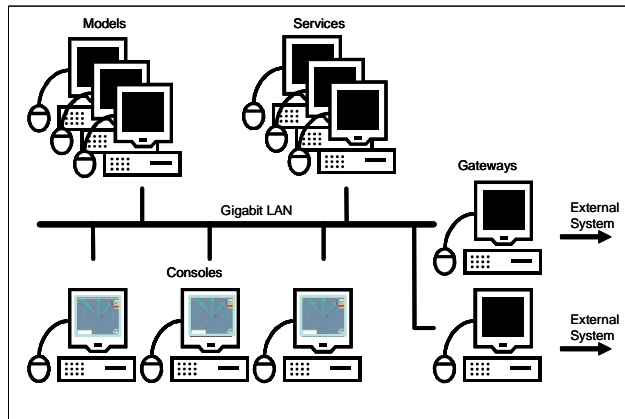 Models
Services
Gateways
Gigabit LAN
External
System
Consoles
External
System